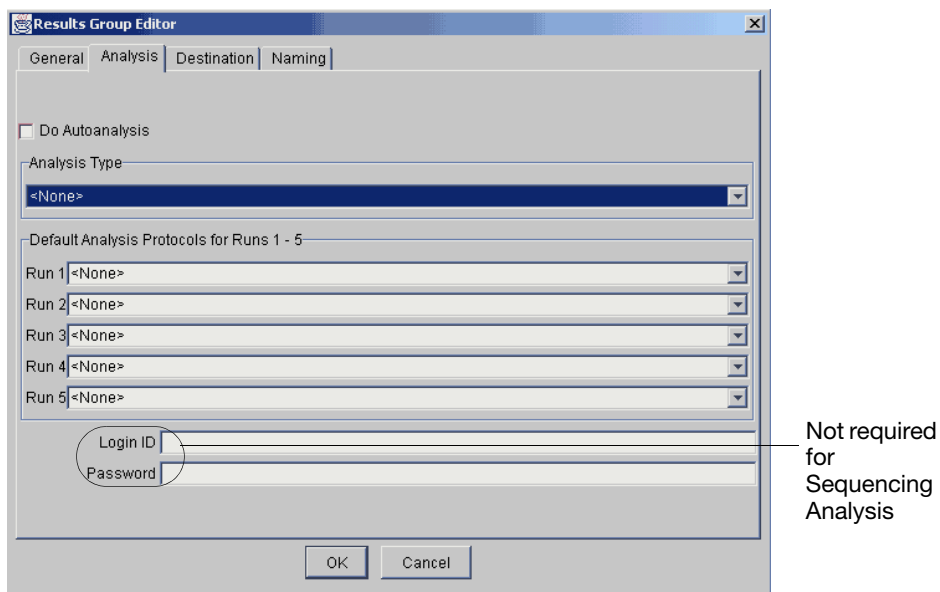 Results Group Editor
General Analysis Destination Naming
Do Autoanalysis
Analysis Type
<None>
Default Analysis Protocols for Runs 1 - 5
Run 1 <None>
Run 2 <None>
Run 3 <None>
Run 4 <None>
Run 5 <None>
Login ID
Password
Not required
for
Sequencing
Analysis
OK Cancel